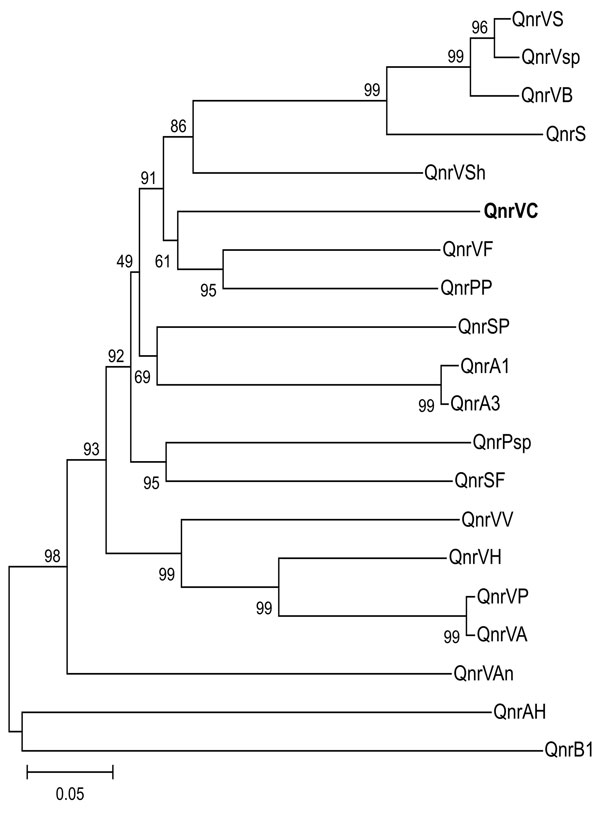 QnrVS
96
QnrVsp
99
QnrVB
99
QnrS
86
QnrVSh
91
QnrVC
QnrVF
49
61
QnrPP
95
QnrSP
92
QnrA1
69
QnrA3
99
QnrPsp
93
QnrSF
95
QnrVV
98
QnrVH
99
QnrVP
99
QnrVA
99
QnrVAn
QnrAH
QnrB1
0.05